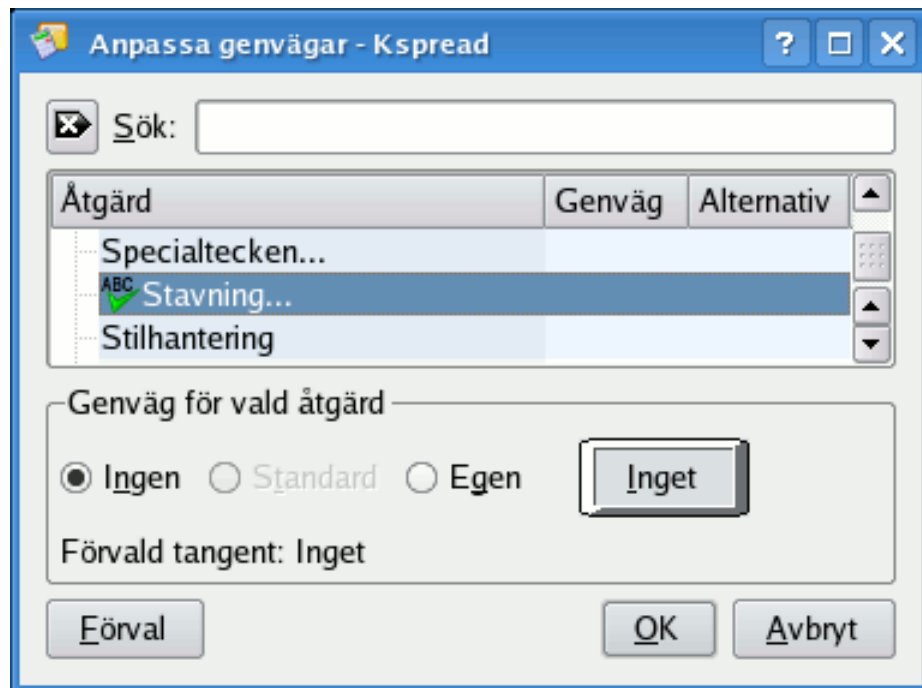 Anpassa genvägar - Kspread
Sök:
Åtgärd Genväg Alternativ
Specialtecken...
ABC Stavning...
Stilhantering
Genväg för vald åtgärd
Ingen Standard Egen Inget
Förvald tangent: Inget
Förval OK Avbryt